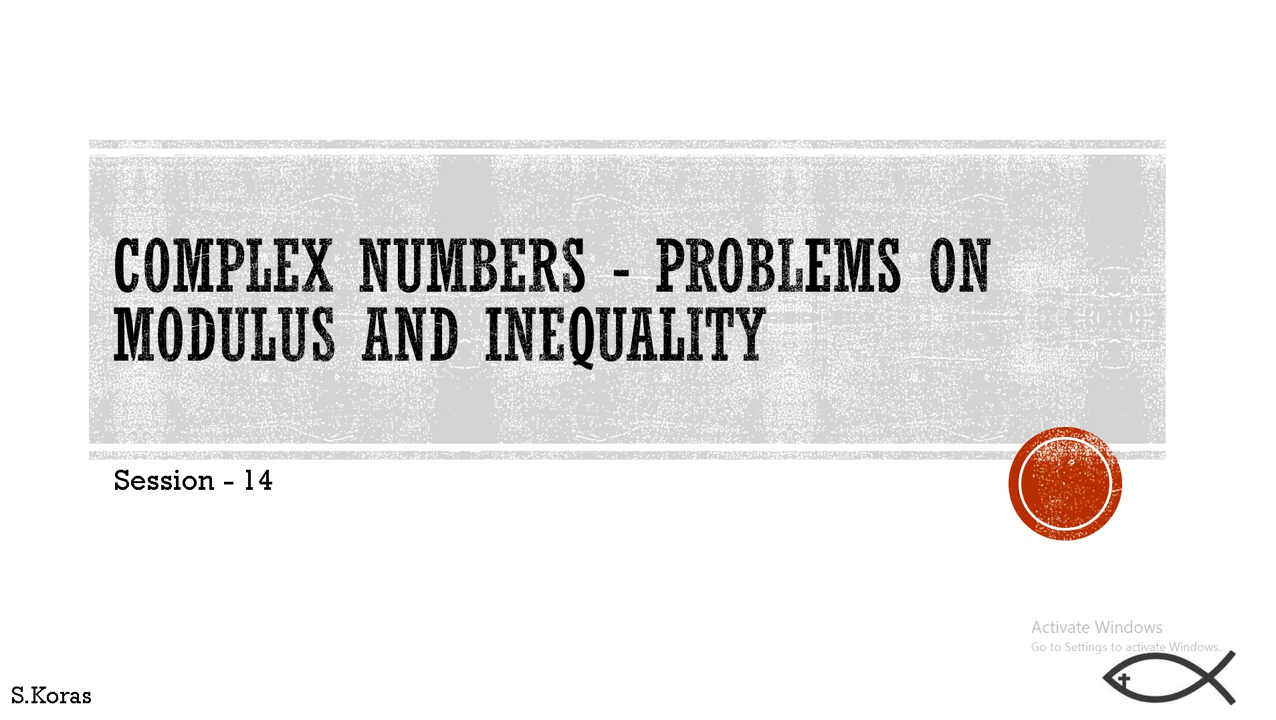 COMPLEX NUMBERS - PROBLEMS ON
MODULUS AND INEQUALITY
Session - 14
Activate Windows
Go to Settings to activate Windows.
S.Koras